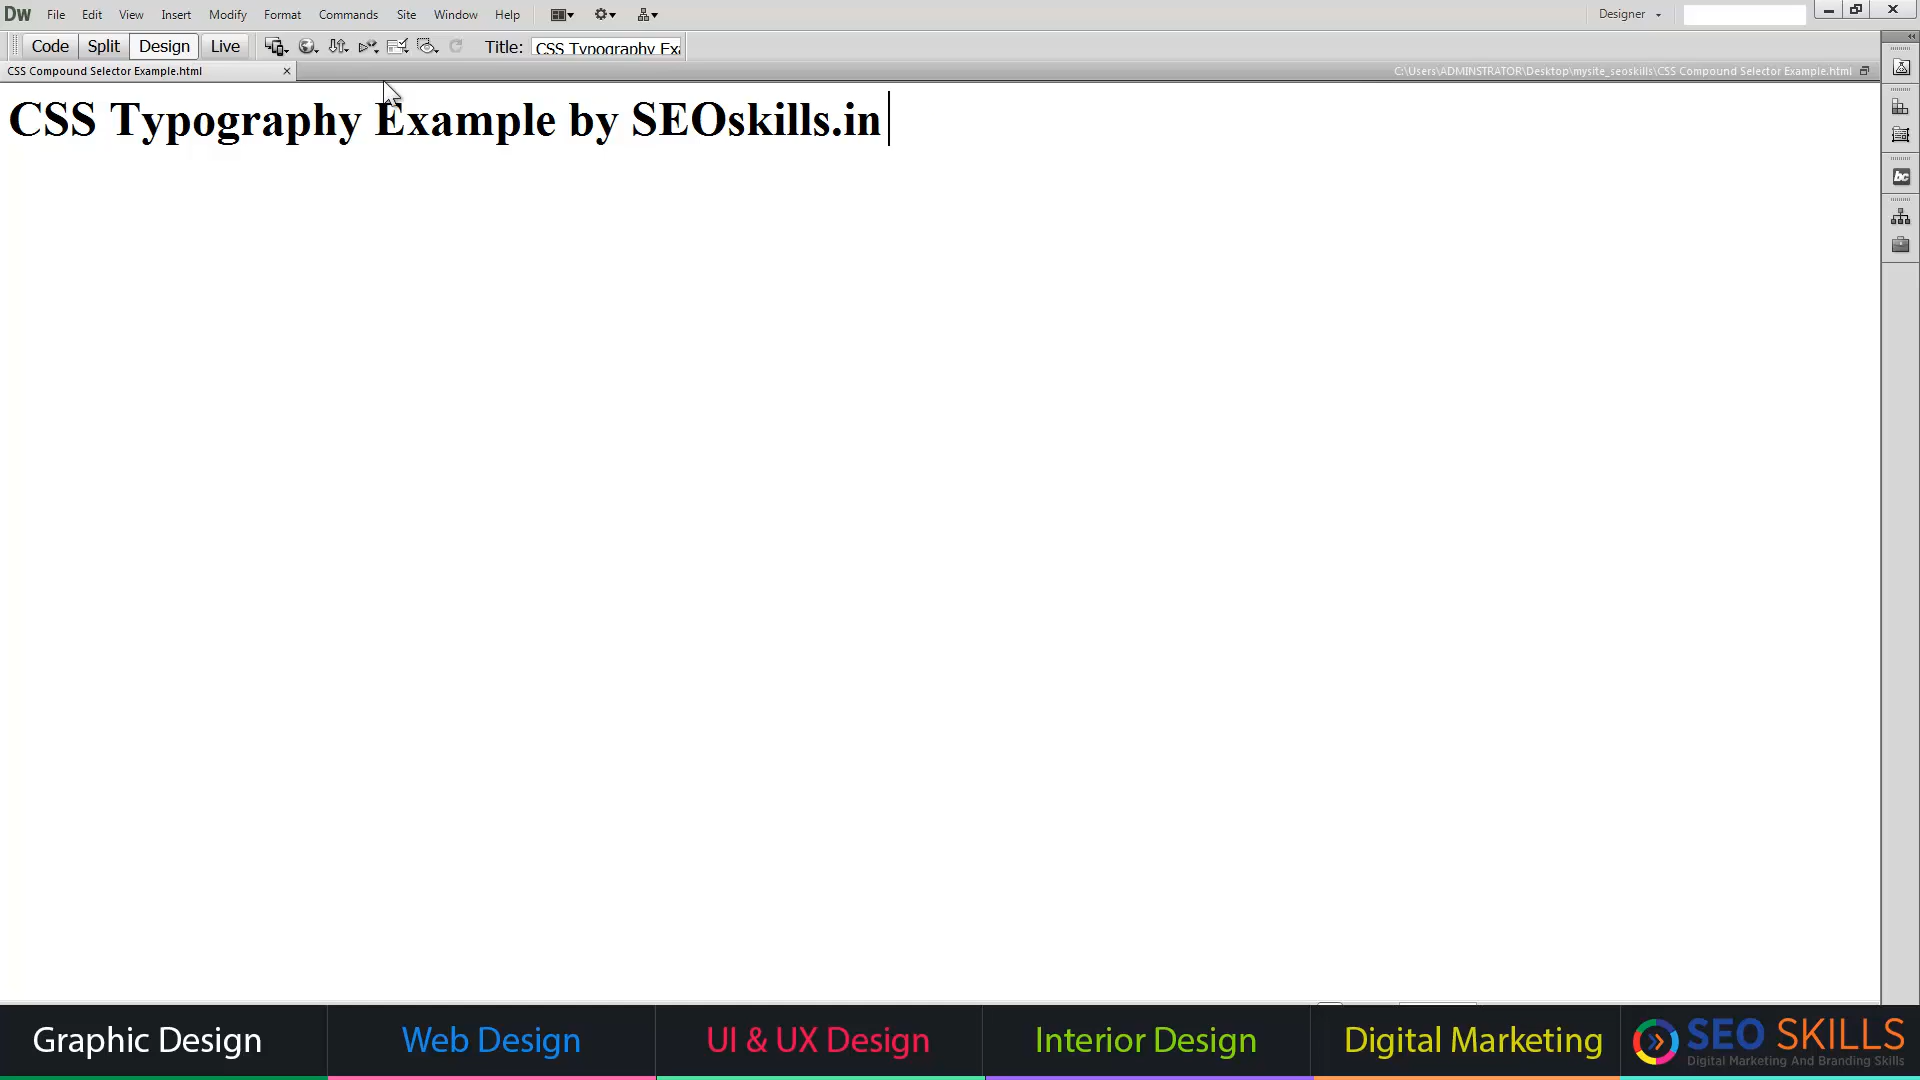 Dw File Edit View Insert Modify Format Commands Site Window Help Designer
Code Split Design Live Title: CSS Typography Exa
CSS Compound Selector Example.html × C:\Users\ADMINSTRATOR\Desktop\mysite_seoskills\CSS Compound Selector Example.html
CSS Typography Example by SEOskills.in
bc
Graphic Design Web Design UI & UX Design Interior Design Digital Marketing SEO SKILLS
Digital Marketing And Branding Skills